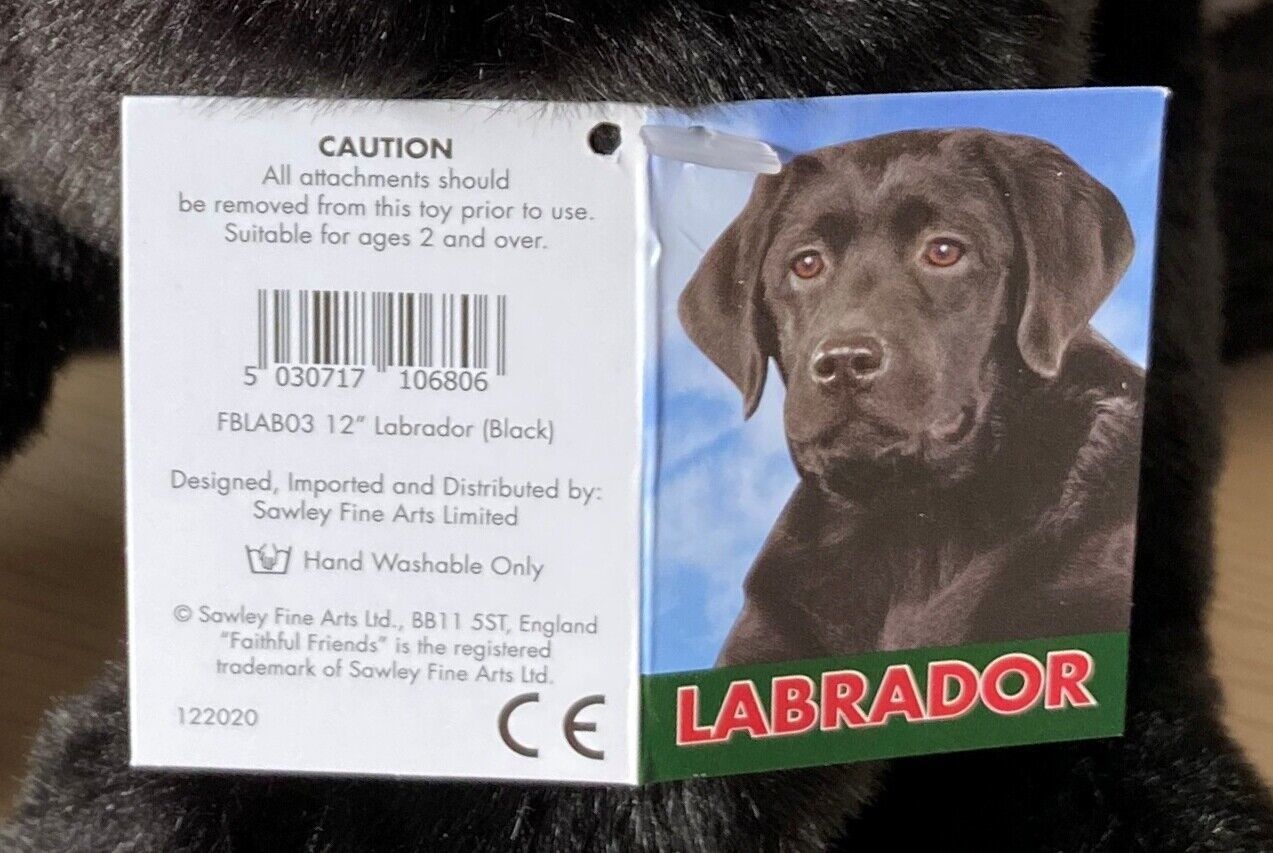 CAUTION
All attachments should
be removed from this toy prior to use.
Suitable for ages 2 and over.
5 030717 106806
FBLAB03 12" Labrador (Black)
Designed, Imported and Distributed by:
Sawley Fine Arts Limited
Hand Washable Only
© Sawley Fine Arts Ltd., BB11 5ST, England
"Faithful Friends" is the registered
trademark of Sawley Fine Arts Ltd.
122020
CE
LABRADOR